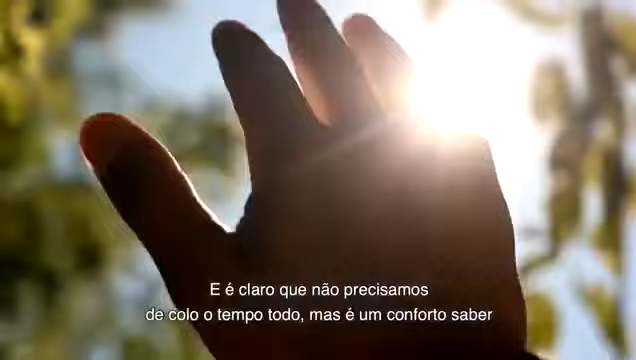 E é claro que não precisamos
de colo o tempo todo, mas é um conforto saber